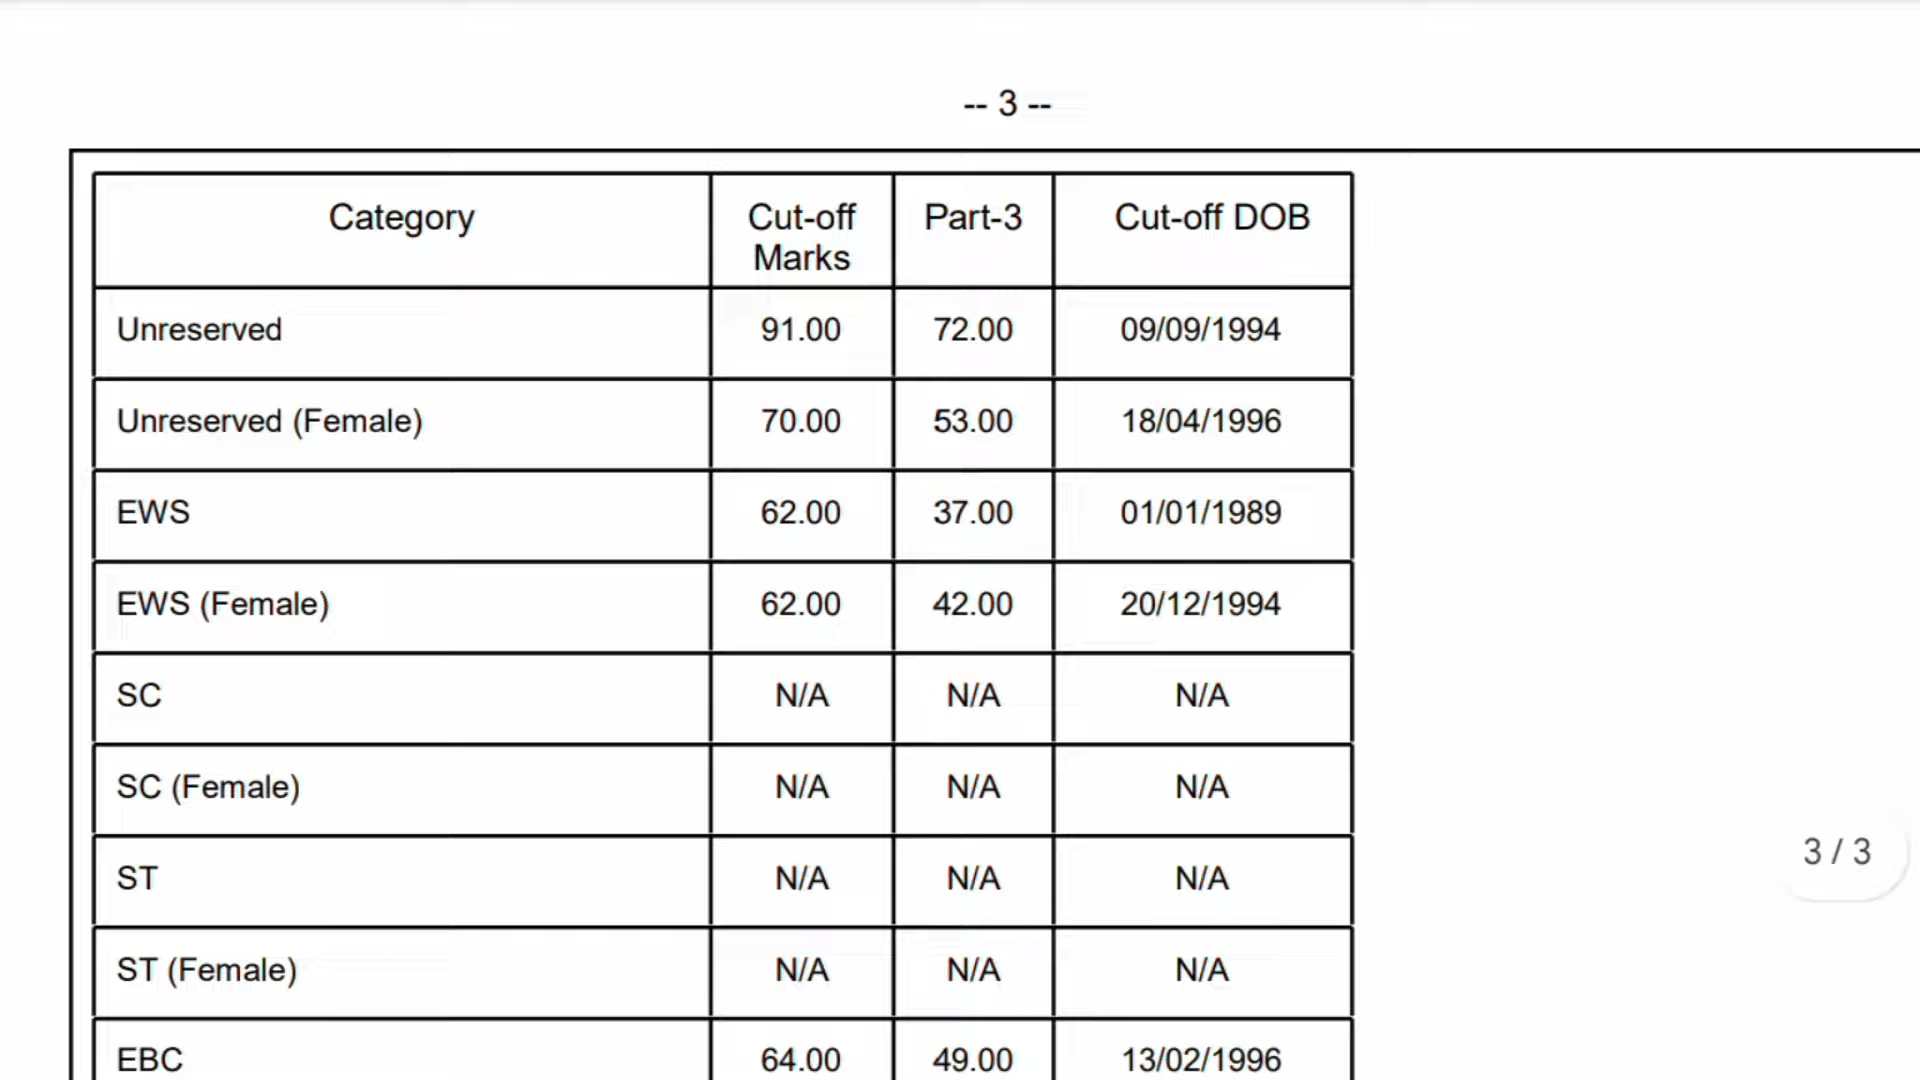 -- 3 --
Category Cut-off Marks Part-3 Cut-off DOB
Unreserved 91.00 72.00 09/09/1994
Unreserved (Female) 70.00 53.00 18/04/1996
EWS 62.00 37.00 01/01/1989
EWS (Female) 62.00 42.00 20/12/1994
SC N/A N/A N/A
SC (Female) N/A N/A N/A
ST N/A N/A N/A
ST (Female) N/A N/A N/A
EBC 64.00 49.00 13/02/1996
3 / 3